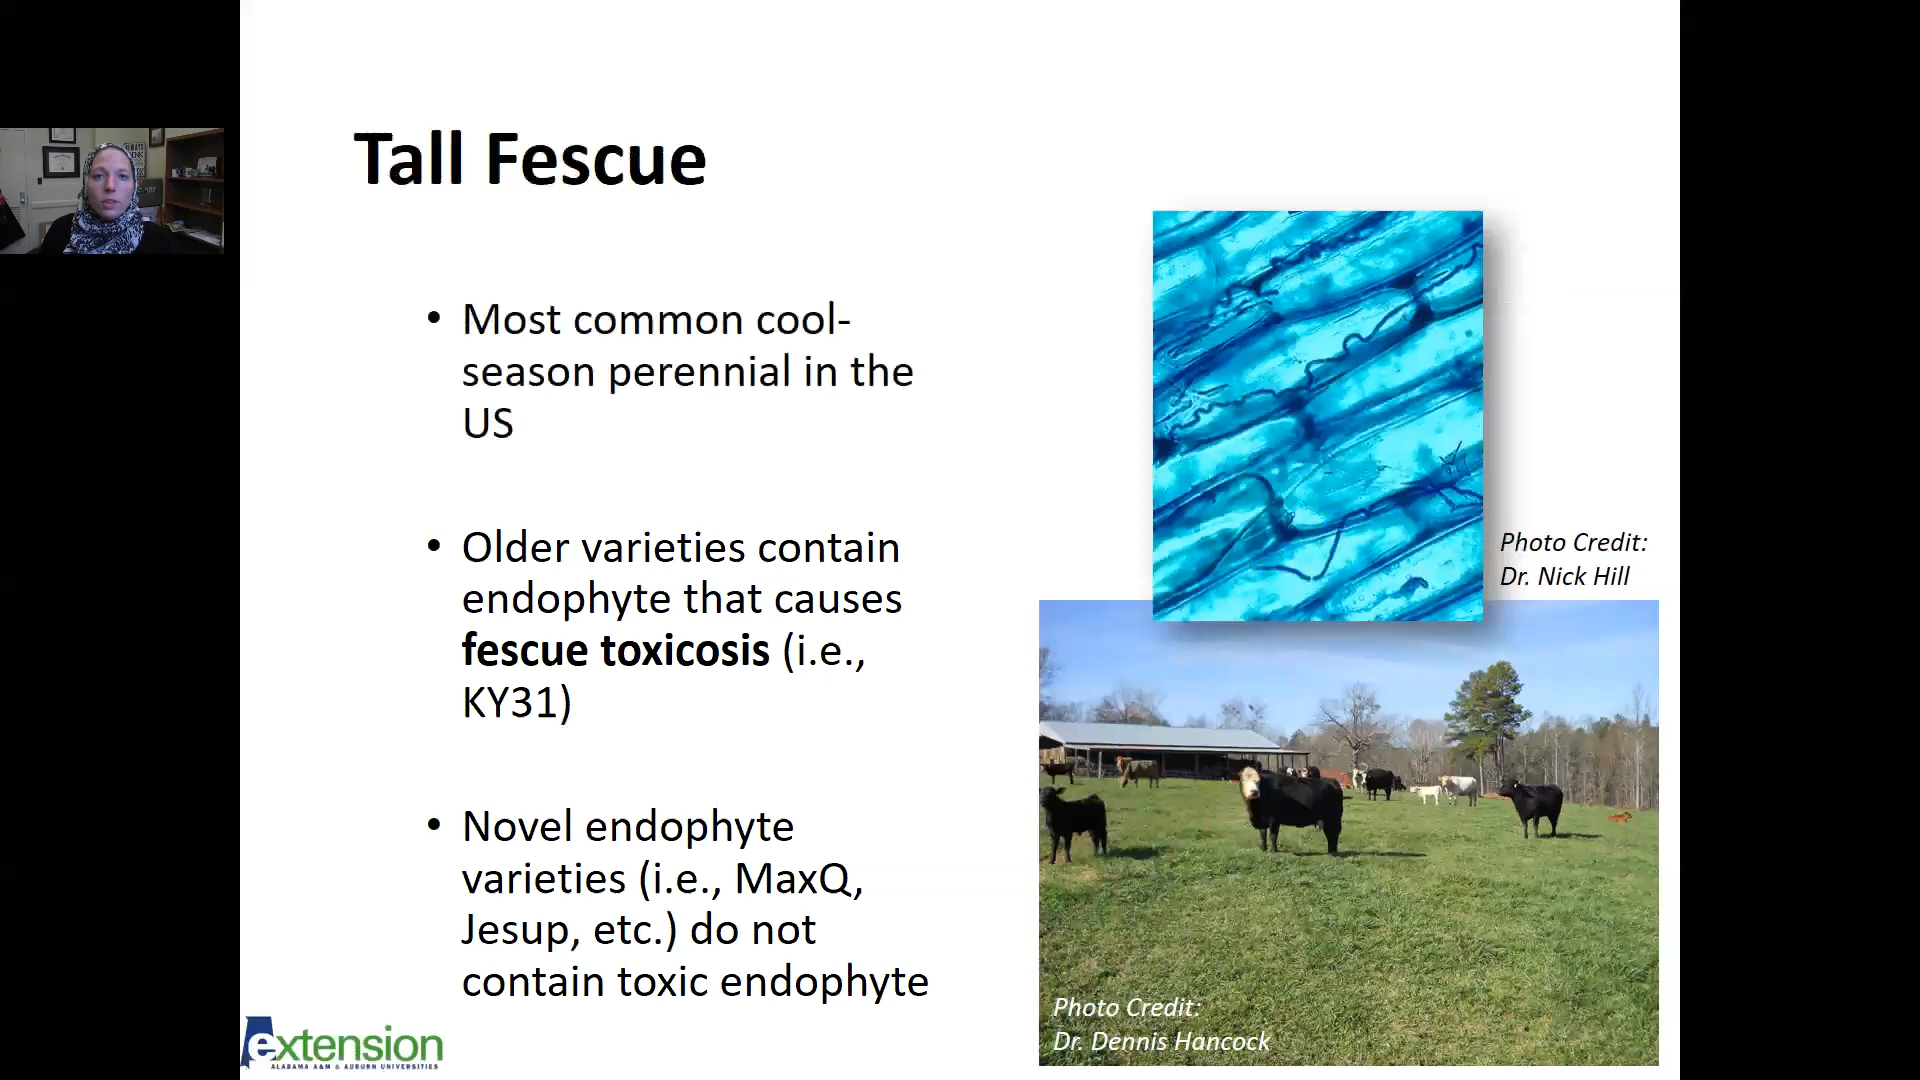 Tall Fescue
• Most common cool-
season perennial in the
US
• Older varieties contain
endophyte that causes
fescue toxicosis (i.e.,
KY31)
• Novel endophyte
varieties (i.e., MaxQ,
Jesup, etc.) do not
contain toxic endophyte
Photo Credit:
Dr. Nick Hill
Photo Credit:
Dr. Dennis Hancock
extension
ALABAMA A&M & AUBURN UNIVERSITIES